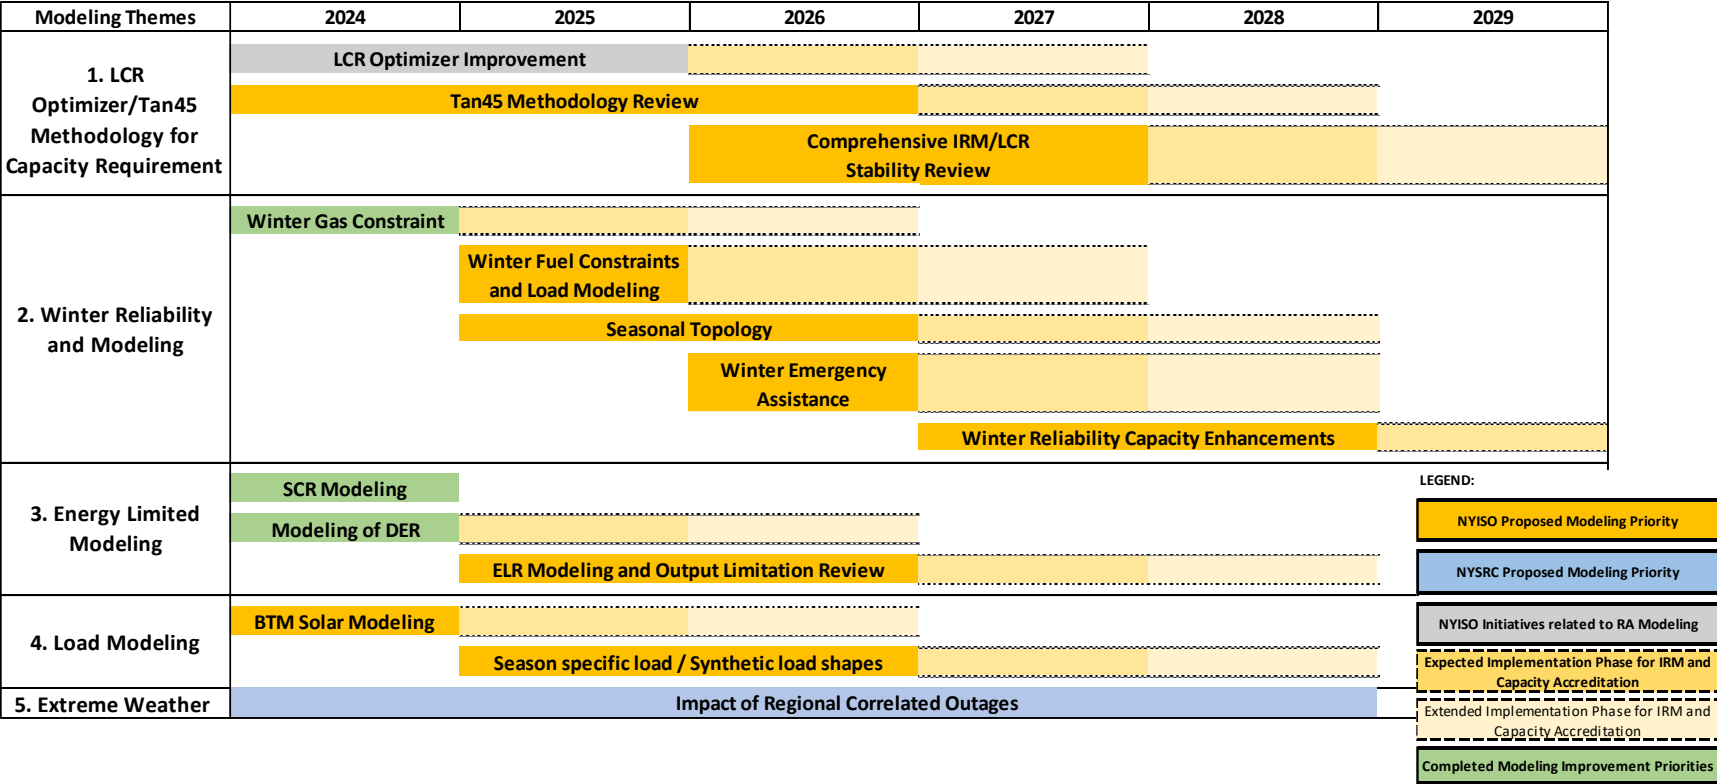 Modeling Themes 2024 2025 2026 2027 2028 2029
1. LCR
Optimizer/Tan45
Methodology for
Capacity Requirement
LCR Optimizer Improvement
Tan45 Methodology Review
Comprehensive IRM/LCR
Stability Review
2. Winter Reliability
and Modeling
Winter Gas Constraint
Winter Fuel Constraints
and Load Modeling
Seasonal Topology
Winter Emergency
Assistance
Winter Reliability Capacity Enhancements
3. Energy Limited
Modeling
SCR Modeling
Modeling of DER
ELR Modeling and Output Limitation Review
4. Load Modeling
BTM Solar Modeling
Season specific load / Synthetic load shapes
5. Extreme Weather
Impact of Regional Correlated Outages
LEGEND:
NYISO Proposed Modeling Priority
NYSRC Proposed Modeling Priority
NYISO Initiatives related to RA Modeling
Expected Implementation Phase for IRM and
Capacity Accreditation
Extended Implementation Phase for IRM and
Capacity Accreditation
Completed Modeling Improvement Priorities